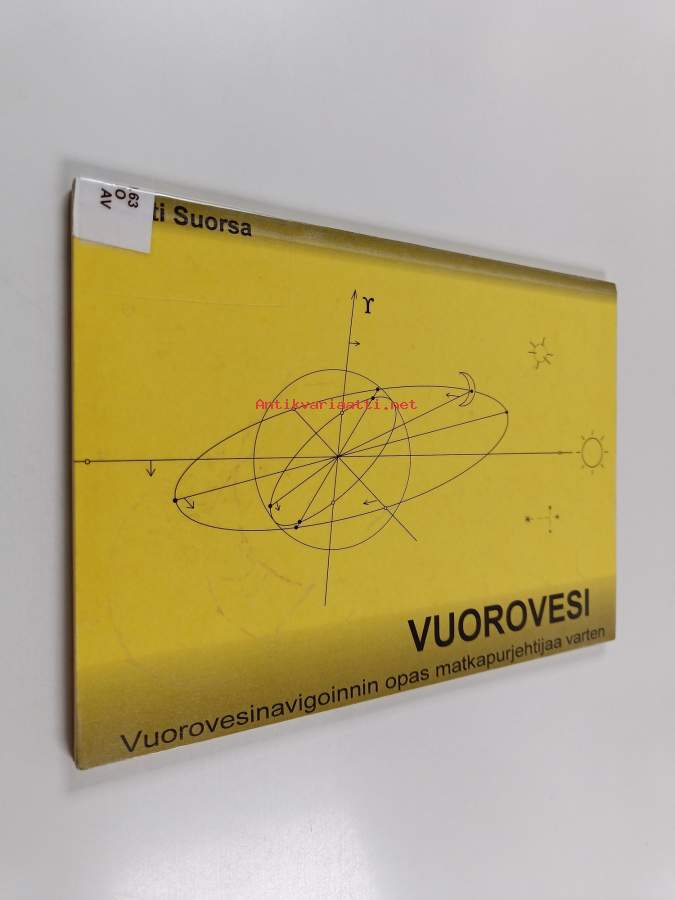 63
O
AV
ti Suorsa
ϒ
Antikvariaatti.net
VUOROVESI
Vuorovesinavigoinnin opas matkapurjehtijaa varten